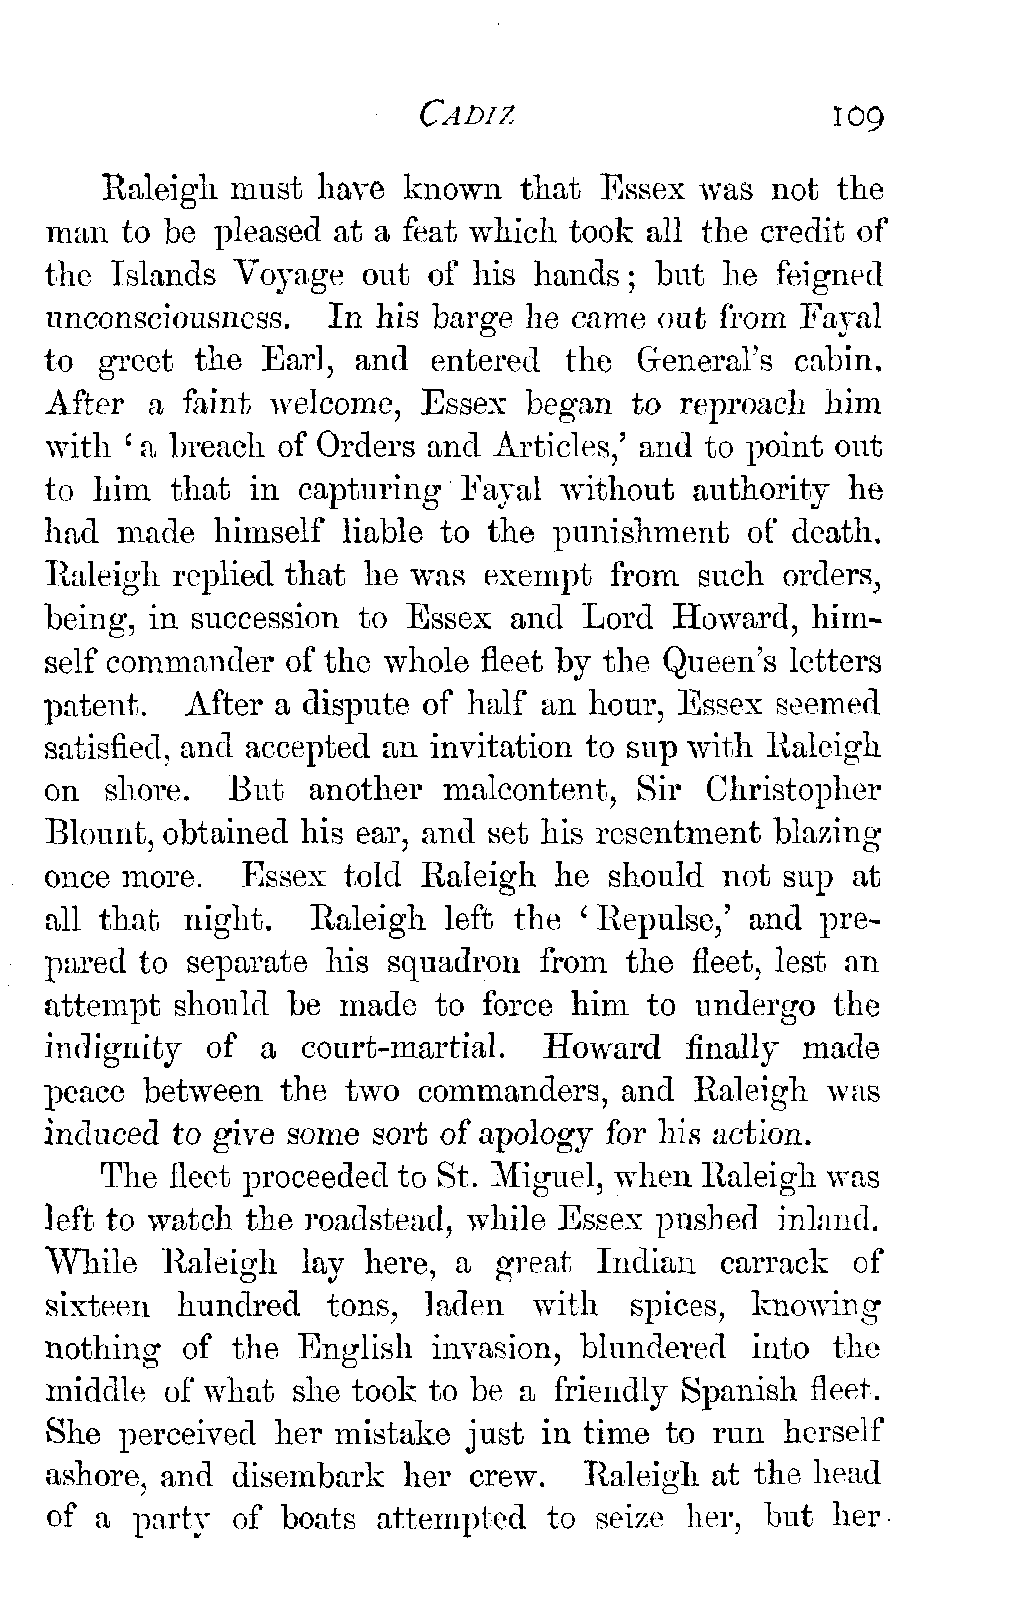 CADIZ 109
Raleigh must have known that Essex was not the
man to be pleased at a feat which took all the credit of
the Islands Voyage out of his hands; but he feigned
unconsciousness. In his barge he came out from Fayal
to greet the Earl, and entered the General's cabin.
After a faint welcome, Essex began to reproach him
with 'a breach of Orders and Articles,' and to point out
to him that in capturing Fayal without authority he
had made himself liable to the punishment of death.
Raleigh replied that he was exempt from such orders,
being, in succession to Essex and Lord Howard, him-
self commander of the whole fleet by the Queen's letters
patent. After a dispute of half an hour, Essex seemed
satisfied, and accepted an invitation to sup with Raleigh
on shore. But another malcontent, Sir Christopher
Blount, obtained his ear, and set his resentment blazing
once more. Essex told Raleigh he should not sup at
all that night. Raleigh left the 'Repulse,' and pre-
pared to separate his squadron from the fleet, lest an
attempt should be made to force him to undergo the
indignity of a court-martial. Howard finally made
peace between the two commanders, and Raleigh was
induced to give some sort of apology for his action.
The fleet proceeded to St. Miguel, when Raleigh was
left to watch the roadstead, while Essex pushed inland.
While Raleigh lay here, a great Indian carrack of
sixteen hundred tons, laden with spices, knowing
nothing of the English invasion, blundered into the
middle of what she took to be a friendly Spanish fleet.
She perceived her mistake just in time to run herself
ashore, and disembark her crew. Raleigh at the head
of a party of boats attempted to seize her, but her